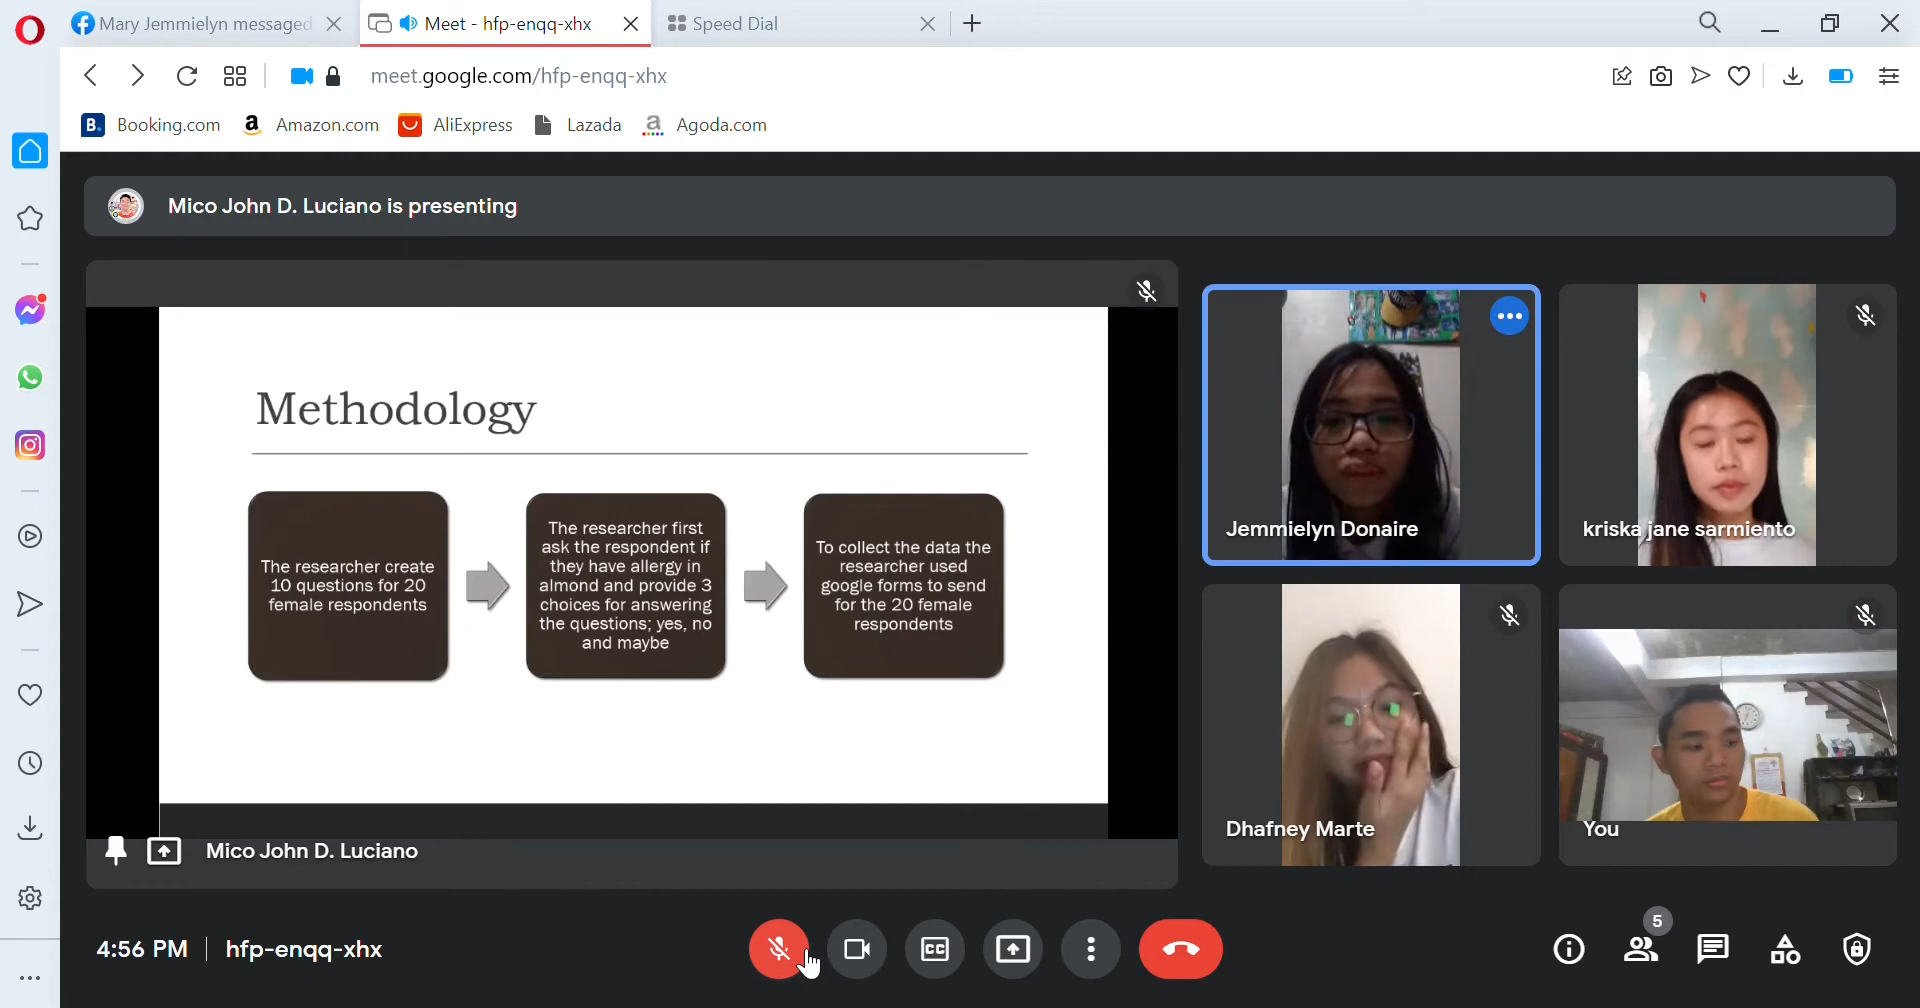 Mary Jemmielyn messaged
Meet - hfp-enqq-xhx
Speed Dial
meet.google.com/hfp-enqq-xhx
B. Booking.com
a Amazon.com
AliExpress
Lazada
a Agoda.com
Mico John D. Luciano is presenting
Methodology
The researcher create
10 questions for 20
female respondents
The researcher first
ask the respondent if
they have allergy in
almond and provide 3
choices for answering
the questions; yes, no
and maybe
To collect the data the
researcher used
google forms to send
for the 20 female
respondents
Mico John D. Luciano
Jemmielyn Donaire
kriska jane sarmiento
Dhafney Marte
You
4:56 PM
hfp-enqq-xhx
CC
5